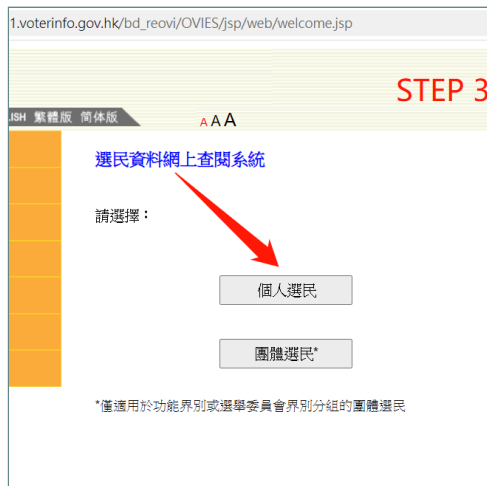 1.voterinfo.gov.hk/bd_reovi/OVIES/jsp/web/welcome.jsp
STEP 3
LISH 繁體版 简体版
A A A
選民資料網上查閱系統
請選擇：
個人選民
團體選民*
*僅適用於功能界別或選舉委員會界別分組的團體選民